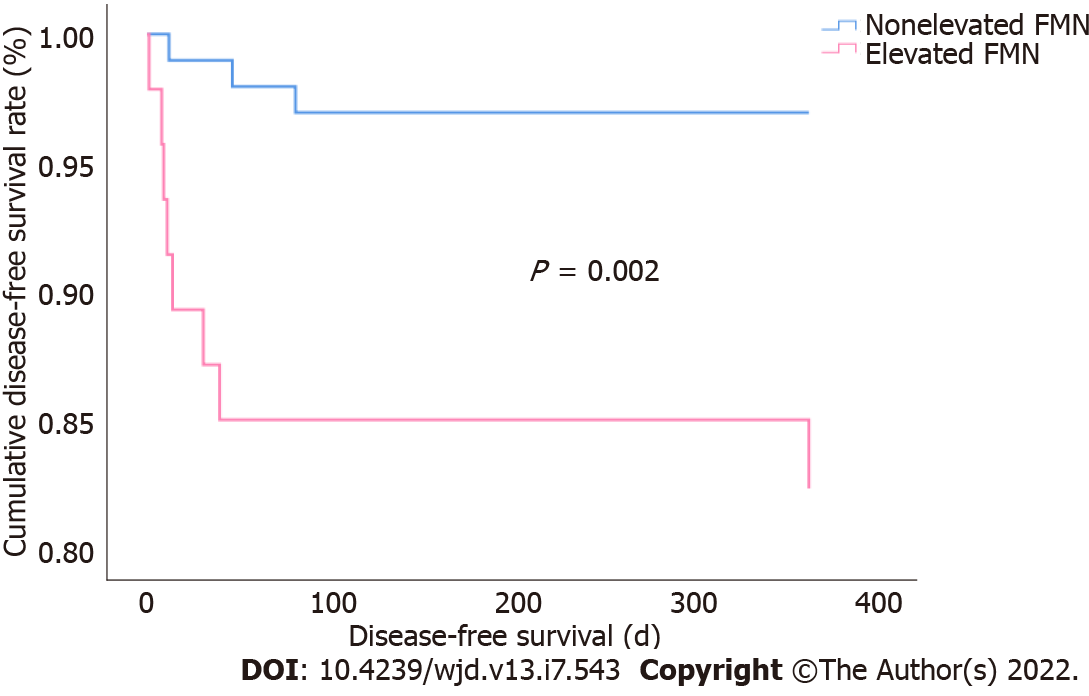 Nonelevated FMN
Elevated FMN
Cumulative disease-free survival rate (%)
1.00
0.95
0.90
0.85
0.80
P = 0.002
0 100 200 300 400
Disease-free survival (d)
DOI: 10.4239/wjd.v13.i7.543 Copyright ©The Author(s) 2022.